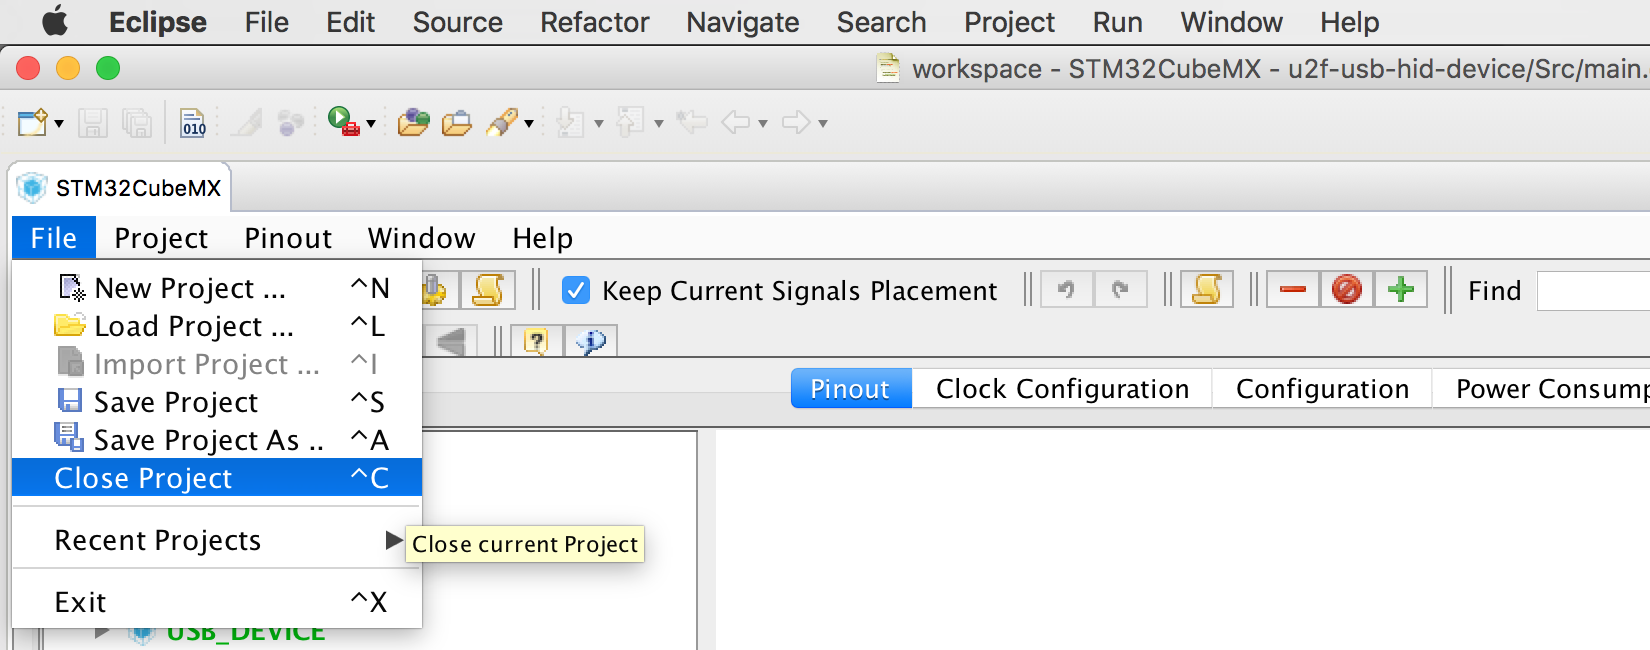 Eclipse File Edit Source Refactor Navigate Search Project Run Window Help
workspace - STM32CubeMX - u2f-usb-hid-device/Src/main.
010
STM32CubeMX
File Project Pinout Window Help
New Project ... ^N
Keep Current Signals Placement
Find
Load Project ... ^L
Import Project ... ^I
Pinout Clock Configuration Configuration Power Consump
Save Project ^S
Save Project As .. ^A
Close Project ^C
Recent Projects
Close current Project
Exit ^X
USB_DEVICE